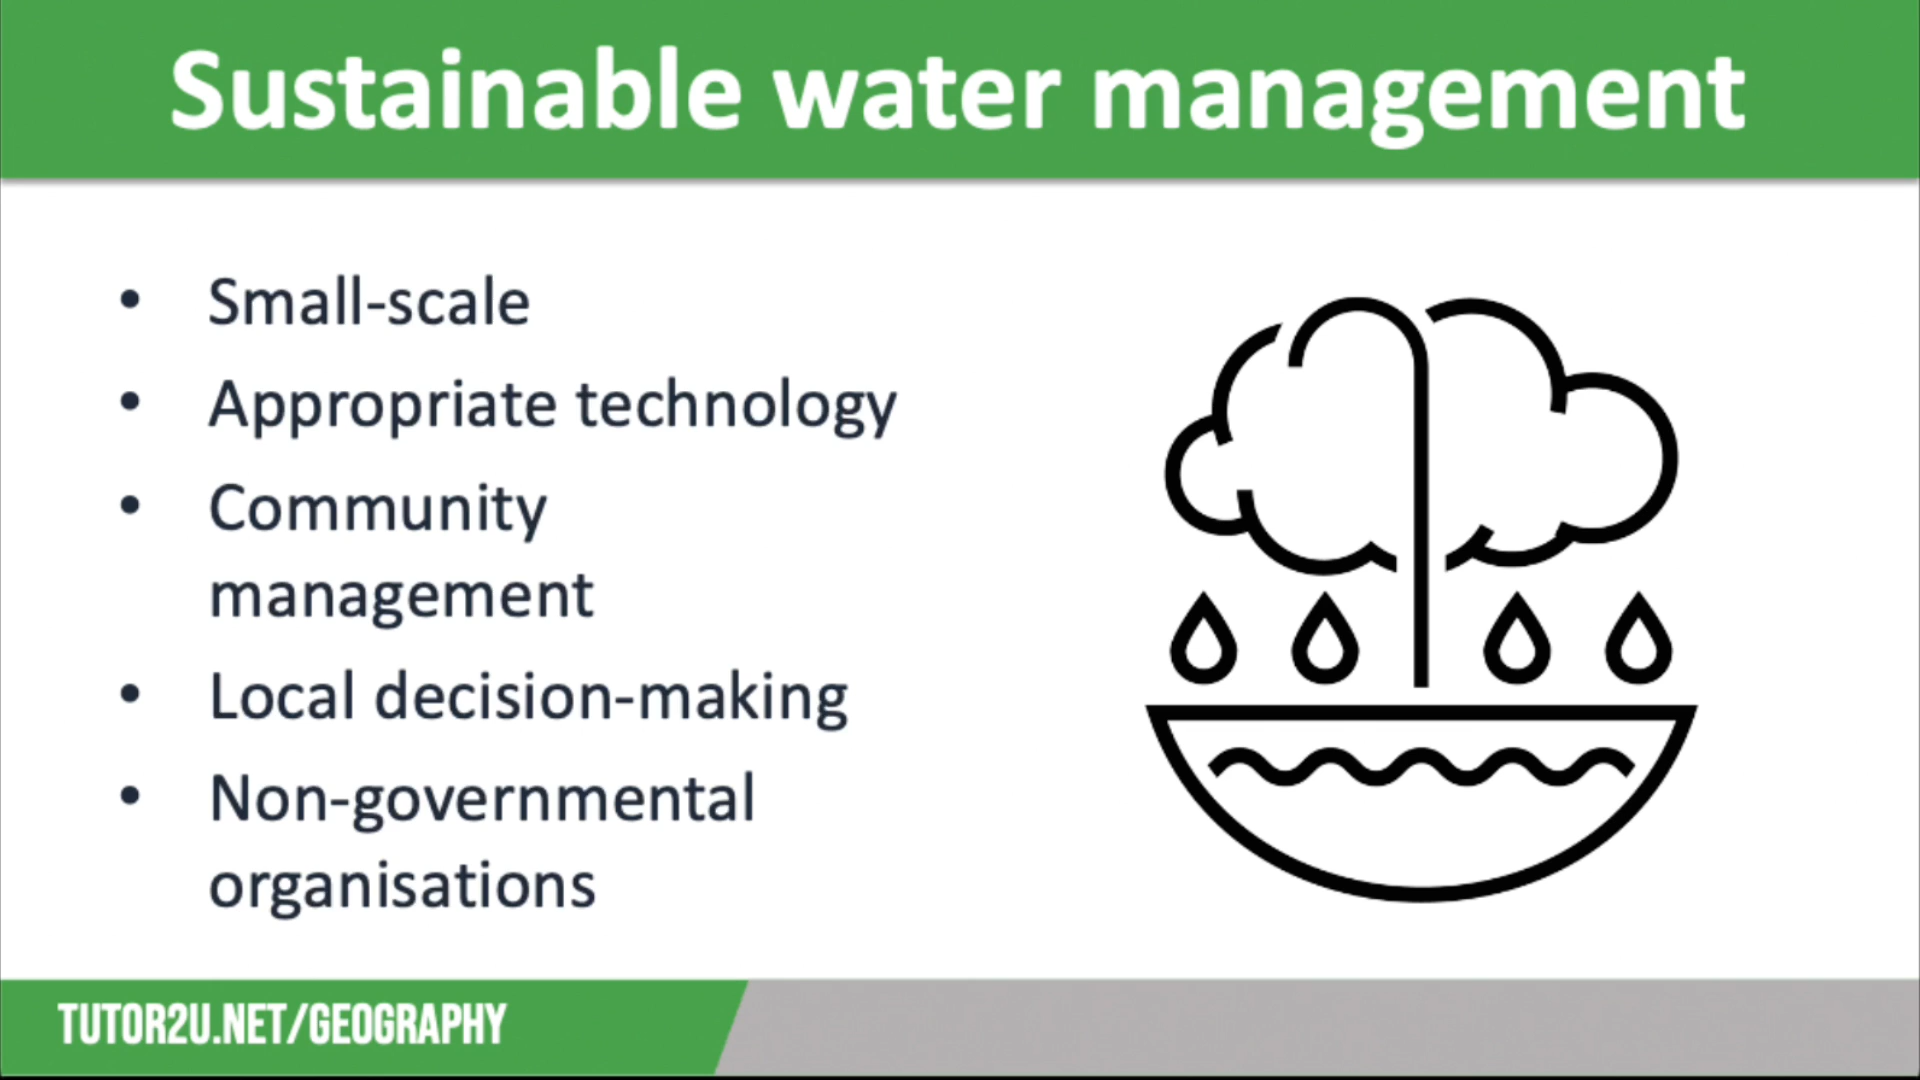 Sustainable water management
• Small-scale
• Appropriate technology
• Community
management
• Local decision-making
• Non-governmental
organisations
TUTOR2U.NET/GEOGRAPHY